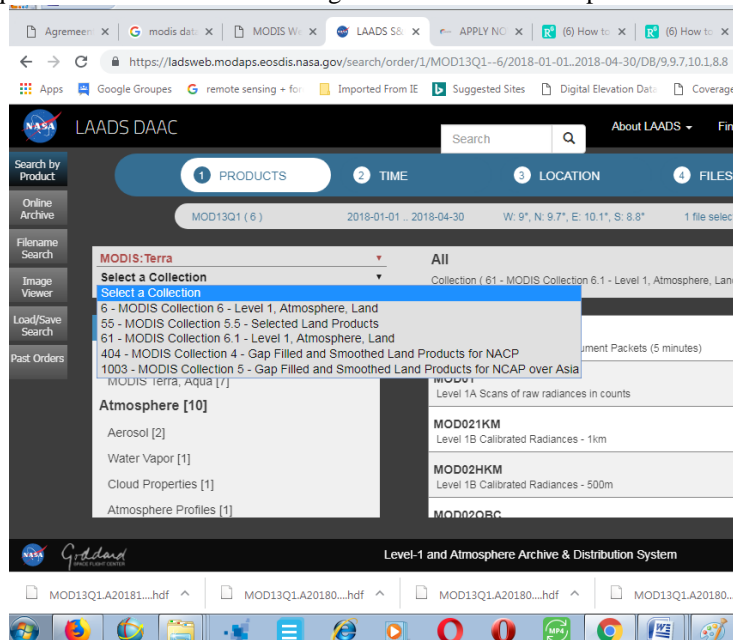 Agreemen
modis data
MODIS We
LAADS S&
APPLY NO
(6) How to
(6) How to
https://ladsweb.modaps.eosdis.nasa.gov/search/order/1/MOD13Q1--6/2018-01-01..2018-04-30/DB/9,9.7,10.1,8.8
Apps Google Groupes remote sensing + for Imported From IE Suggested Sites Digital Elevation Data Coverage
NASA LAADS DAAC Search About LAADS Fin
Search by Product
1 PRODUCTS 2 TIME 3 LOCATION 4 FILES
Online Archive
MOD13Q1 ( 6 ) 2018-01-01 .. 2018-04-30 W: 9°, N: 9.7°, E: 10.1°, S: 8.8° 1 file selec
Filename Search
MODIS:Terra
All
Select a Collection
Collection ( 61 - MODIS Collection 6.1 - Level 1, Atmosphere, Lan
Image Viewer
Select a Collection
6 - MODIS Collection 6 - Level 1, Atmosphere, Land
Load/Save Search
55 - MODIS Collection 5.5 - Selected Land Products
61 - MODIS Collection 6.1 - Level 1, Atmosphere, Land
Past Orders
404 - MODIS Collection 4 - Gap Filled and Smoothed Land Products for NACP
ument Packets (5 minutes)
1003 - MODIS Collection 5 - Gap Filled and Smoothed Land Products for NCAP over Asia
MODIS Terra, Aqua [7]
MOD01
Level 1A Scans of raw radiances in counts
Atmosphere [10]
Aerosol [2]
MOD021KM
Level 1B Calibrated Radiances - 1km
Water Vapor [1]
Cloud Properties [1]
MOD02HKM
Level 1B Calibrated Radiances - 500m
Atmosphere Profiles [1]
MOD02OBC
NASA Goddard
SPACE FLIGHT CENTER
Level-1 and Atmosphere Archive & Distribution System
MOD13Q1.A20181....hdf MOD13Q1.A20180....hdf MOD13Q1.A20180....hdf MOD13Q1.A20180...
MP4